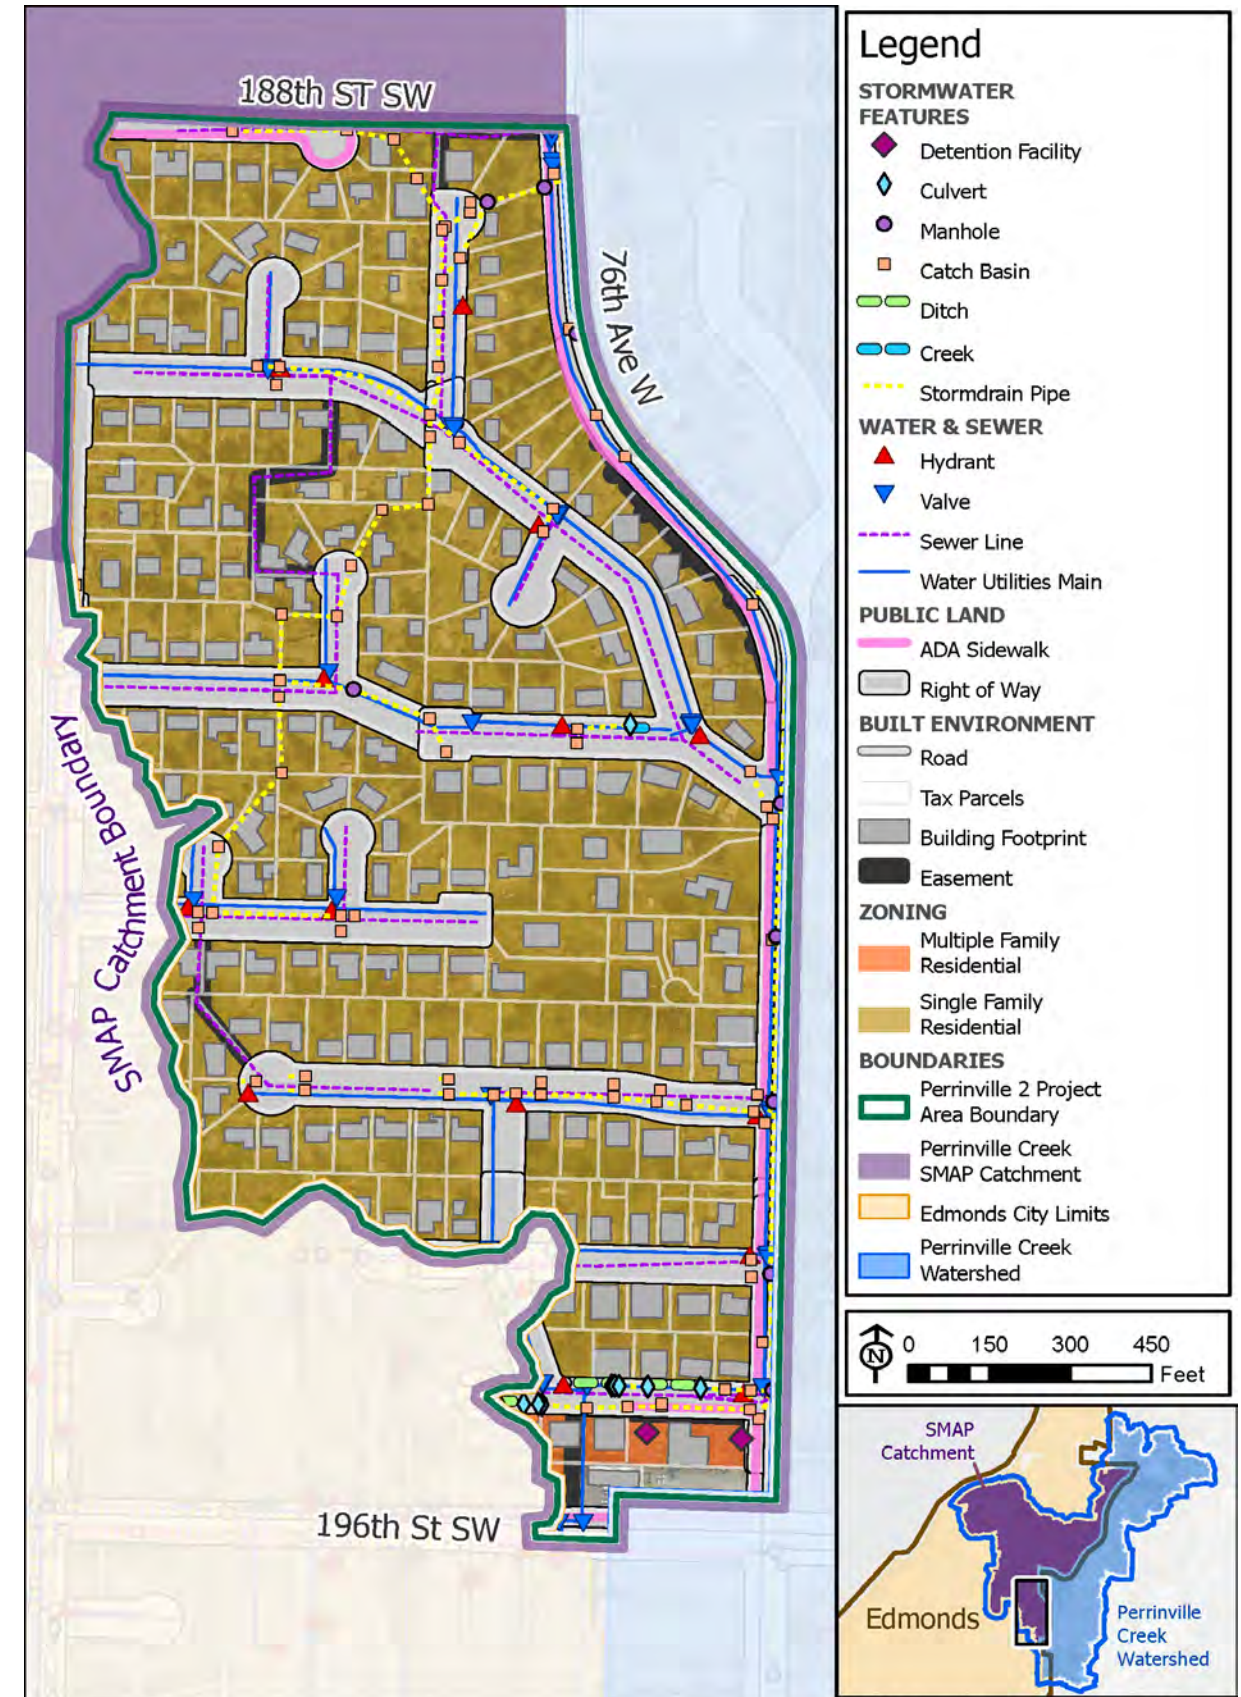 188th ST SW
76th Ave W
SMAP Catchment Boundary
196th St SW
Legend
STORMWATER
FEATURES
Detention Facility
Culvert
Manhole
Catch Basin
Ditch
Creek
Stormdrain Pipe
WATER & SEWER
Hydrant
Valve
Sewer Line
Water Utilities Main
PUBLIC LAND
ADA Sidewalk
Right of Way
BUILT ENVIRONMENT
Road
Tax Parcels
Building Footprint
Easement
ZONING
Multiple Family
Residential
Single Family
Residential
BOUNDARIES
Perrinville 2 Project
Area Boundary
Perrinville Creek
SMAP Catchment
Edmonds City Limits
Perrinville Creek
Watershed
N
0 150 300 450
Feet
SMAP
Catchment
Edmonds
Perrinville
Creek
Watershed